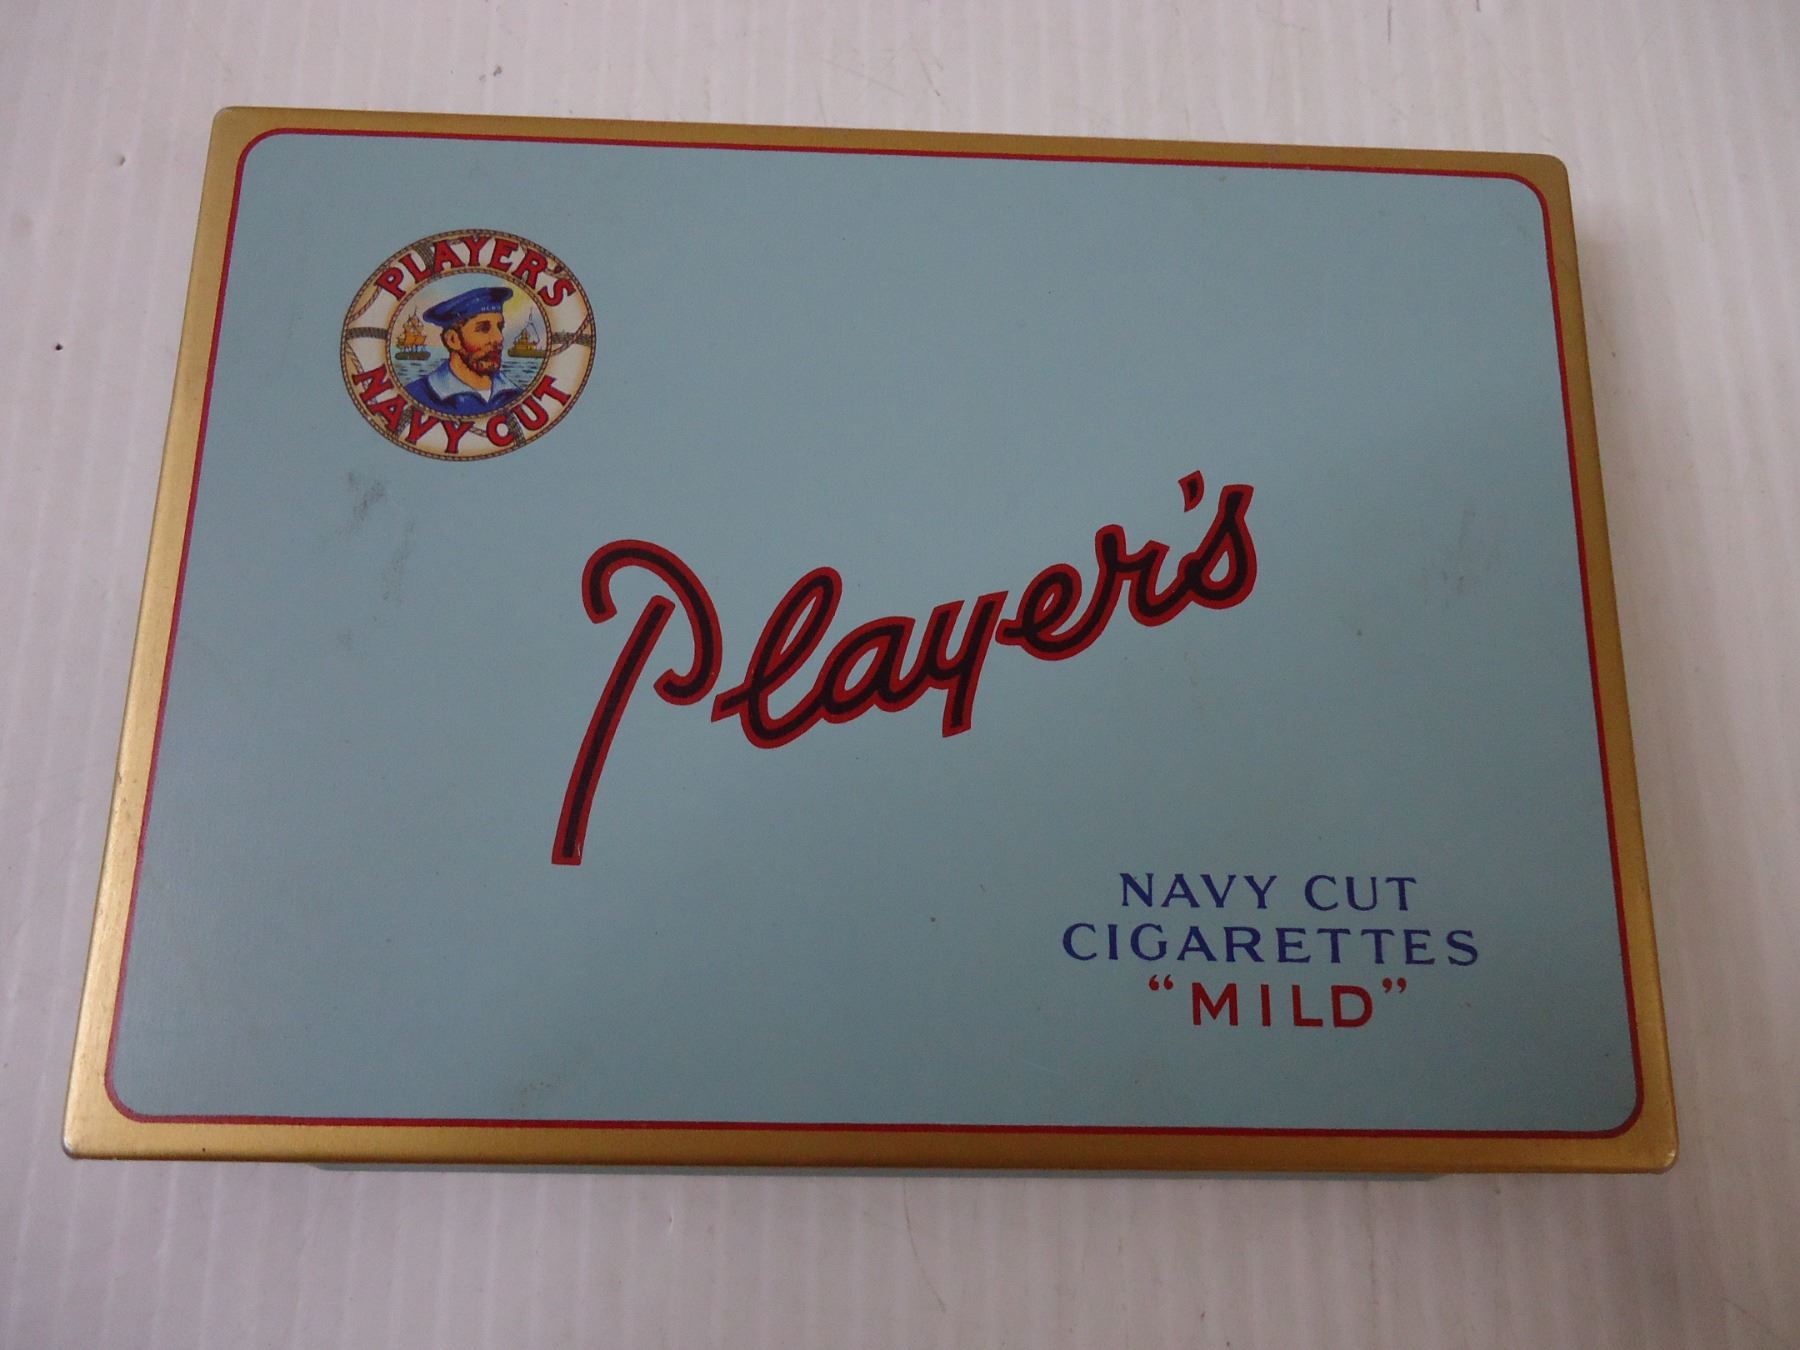 PLAYER'S
NAVY CUT
Player's
NAVY CUT
CIGARETTES
“MILD”